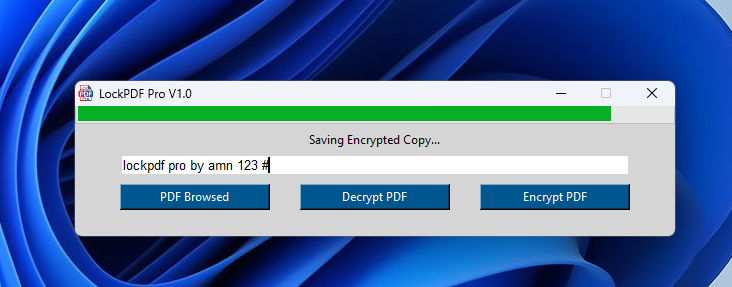 LockPDF Pro V1.0
Saving Encrypted Copy...
lockpdf pro by amn 123 #
PDF Browsed Decrypt PDF Encrypt PDF